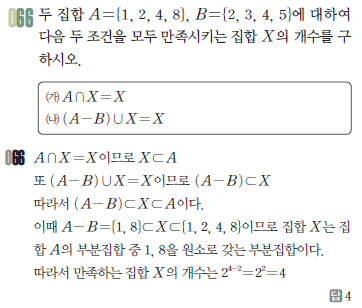 066 두 집합 A={1, 2, 4, 8}, B={2, 3, 4, 5}에 대하여
다음 두 조건을 모두 만족시키는 집합 X의 개수를 구
하시오.
㈎ A∩X=X
㈏ (A-B)∪X=X
066 A∩X=X이므로 X⊂A
또 (A-B)∪X=X이므로 (A-B)⊂X
따라서 (A-B)⊂X⊂A이다.
이때 A-B={1, 8}⊂X⊂{1, 2, 4, 8}이므로 집합 X는 집
합 A의 부분집합 중 1, 8을 원소로 갖는 부분집합이다.
따라서 만족하는 집합 X의 개수는 2⁴⁻²=2²=4
답 4